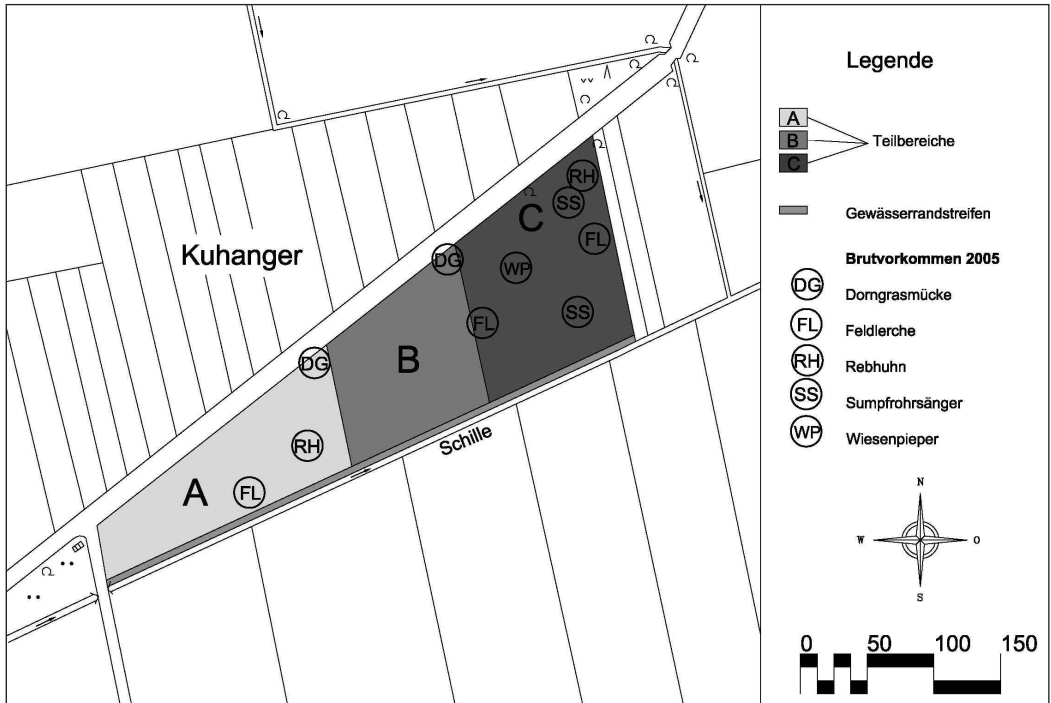 Kuhanger
RH
SS
C
FL
DG
WP
SS
FL
B
DG
RH
A
FL
Schille
Legende
A
B
C
Teilbereiche
Gewässerrandstreifen
Brutvorkommen 2005
DG Dorngrasmücke
FL Feldlerche
RH Rebhuhn
SS Sumpfrohrsänger
WP Wiesenpieper
N
W O
S
0 50 100 150